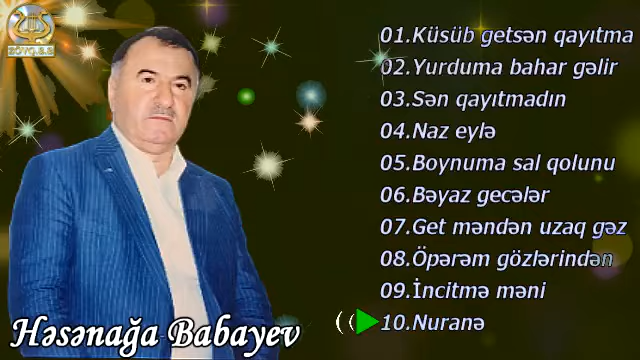 01.Küsüb getsən qayıtma
02.Yurduma bahar gəlir
03.Sən qayıtmadın
04.Naz eylə
05.Boynuma sal qolunu
06.Bəyaz gecələr
07.Get məndən uzaq gəz
08.Öpərəm gözlərindən
09.İncitmə məni
10.Nuranə
Həsənağa Babayev